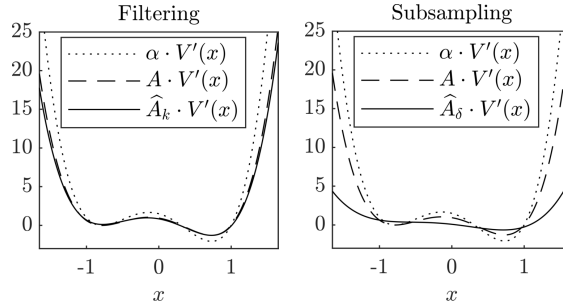 Filtering
25
20
15
10
5
0
α · V′(x)
A · V′(x)
Âₖ · V′(x)
-1
0
1
x
Subsampling
25
20
15
10
5
0
α · V′(x)
A · V′(x)
Â_δ · V′(x)
-1
0
1
x